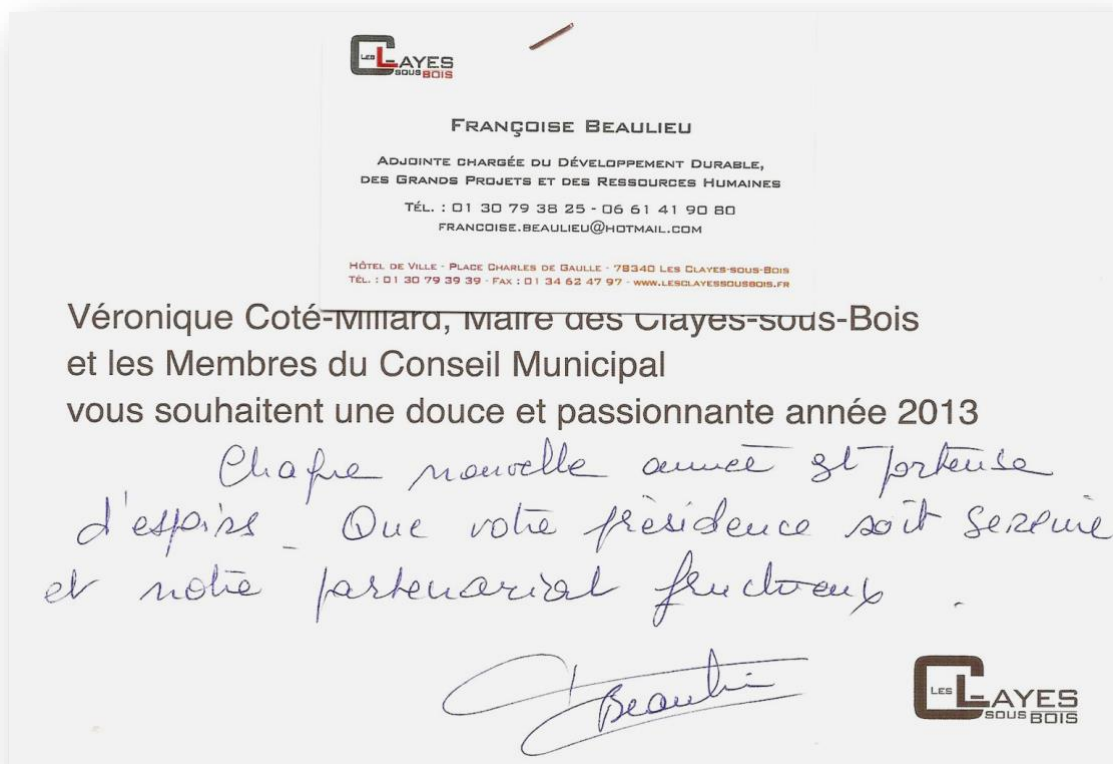 LES CLAYES
SOUS BOIS
FRANÇOISE BEAULIEU
ADJOINTE CHARGÉE DU DÉVELOPPEMENT DURABLE,
DES GRANDS PROJETS ET DES RESSOURCES HUMAINES
TÉL. : 01 30 79 38 25 - 06 61 41 90 80
FRANCOISE.BEAULIEU@HOTMAIL.COM
HÔTEL DE VILLE - PLACE CHARLES DE GAULLE - 78340 LES CLAYES-SOUS-BOIS
TÉL. : 01 30 79 39 39 - FAX : 01 34 62 47 97 - WWW.LESCLAYESSOUSBOIS.FR
Véronique Coté-Millard, Maire des Clayes-sous-Bois
et les Membres du Conseil Municipal
vous souhaitent une douce et passionnante année 2013
Chaque nouvelle année est porteuse
d'espoirs _ Que votre présidence soit sereine
et notre partenariat fructueux .
Beaulieu
LES CLAYES
SOUS BOIS